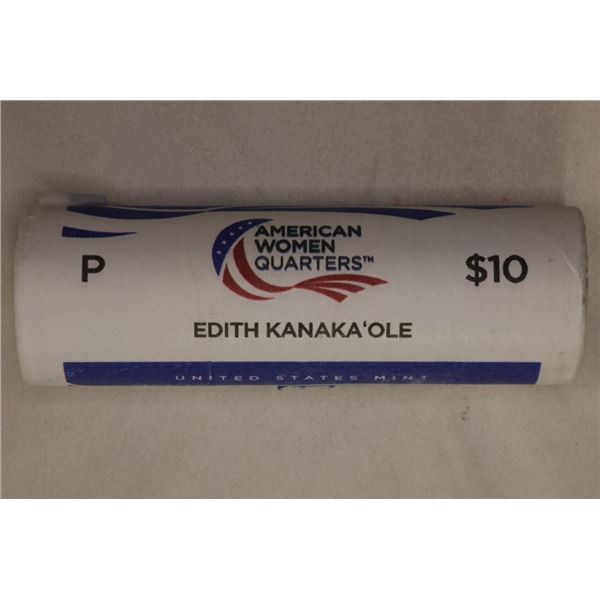 AMERICAN
WOMEN
QUARTERS™
P
$10
EDITH KANAKA‘OLE
UNITED STATES MINT